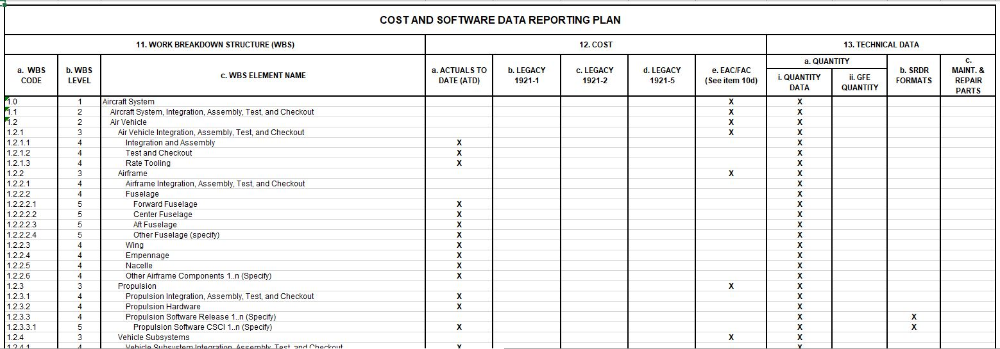 COST AND SOFTWARE DATA REPORTING PLAN
11. WORK BREAKDOWN STRUCTURE (WBS) 12. COST 13. TECHNICAL DATA
a. WBS CODE b. WBS LEVEL c. WBS ELEMENT NAME a. ACTUALS TO DATE (ATD) b. LEGACY 1921-1 c. LEGACY 1921-2 d. LEGACY 1921-5 e. EAC/FAC (See item 10d) a. QUANTITY i. QUANTITY DATA ii. GFE QUANTITY b. SRDR FORMATS c. MAINT. & REPAIR PARTS
1.0 1 Aircraft System X X
1.1 2 Aircraft System, Integration, Assembly, Test, and Checkout X X
1.2 2 Air Vehicle X X
1.2.1 3 Air Vehicle Integration, Assembly, Test, and Checkout X X
1.2.1.1 4 Integration and Assembly X X
1.2.1.2 4 Test and Checkout X X
1.2.1.3 4 Rate Tooling X X
1.2.2 3 Airframe X X
1.2.2.1 4 Airframe Integration, Assembly, Test, and Checkout X
1.2.2.2 4 Fuselage X
1.2.2.2.1 5 Forward Fuselage X X
1.2.2.2.2 5 Center Fuselage X X
1.2.2.2.3 5 Aft Fuselage X X
1.2.2.2.4 5 Other Fuselage (specify) X X
1.2.2.3 4 Wing X X
1.2.2.4 4 Empennage X X
1.2.2.5 4 Nacelle X X
1.2.2.6 4 Other Airframe Components 1..n (Specify) X X
1.2.3 3 Propulsion X X
1.2.3.1 4 Propulsion Integration, Assembly, Test, and Checkout X X
1.2.3.2 4 Propulsion Hardware X X
1.2.3.3 4 Propulsion Software Release 1..n (Specify) X X
1.2.3.3.1 5 Propulsion Software CSCI 1..n (Specify) X X X
1.2.4 3 Vehicle Subsystems X X
1.2.4.1 4 Vehicle Subsystem Integration, Assembly, Test, and Checkout X X